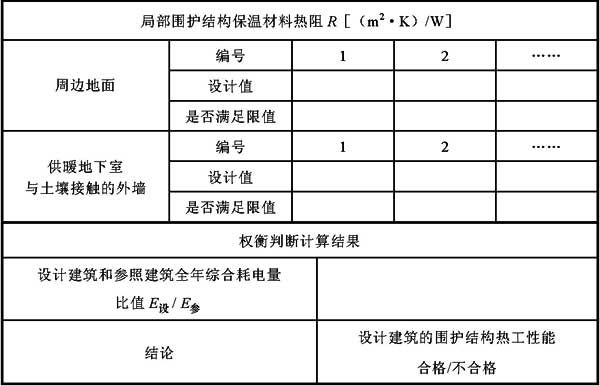 局部围护结构保温材料热阻 R [ (m²·K)/W]
周边地面
编号 1 2 ……
设计值
是否满足限值
供暖地下室
与土壤接触的外墙
编号 1 2 ……
设计值
是否满足限值
权衡判断计算结果
设计建筑和参照建筑全年综合耗电量
比值 E设 / E参
结论
设计建筑的围护结构热工性能
合格/不合格